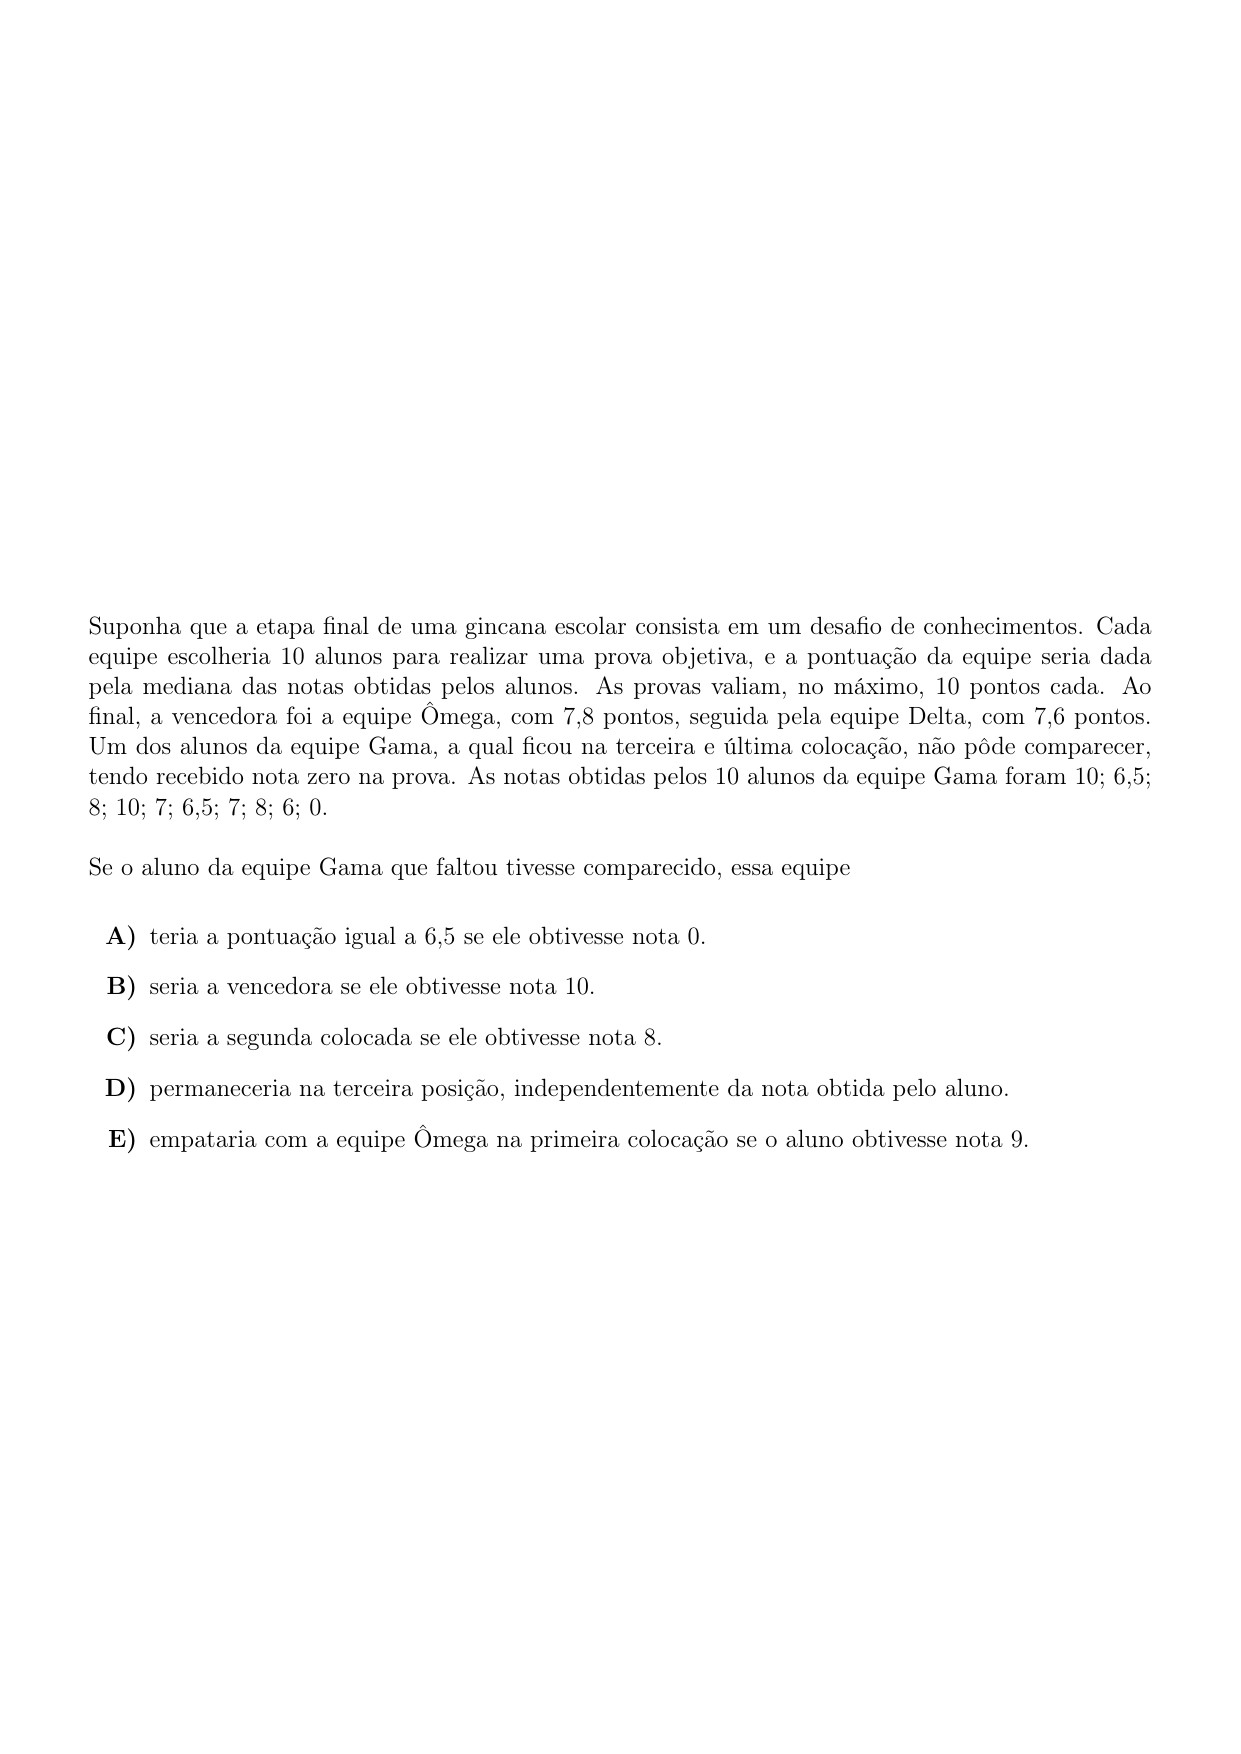 Suponha que a etapa final de uma gincana escolar consista em um desafio de conhecimentos. Cada
equipe escolheria 10 alunos para realizar uma prova objetiva, e a pontuação da equipe seria dada
pela mediana das notas obtidas pelos alunos. As provas valiam, no máximo, 10 pontos cada. Ao
final, a vencedora foi a equipe Ômega, com 7,8 pontos, seguida pela equipe Delta, com 7,6 pontos.
Um dos alunos da equipe Gama, a qual ficou na terceira e última colocação, não pôde comparecer,
tendo recebido nota zero na prova. As notas obtidas pelos 10 alunos da equipe Gama foram 10; 6,5;
8; 10; 7; 6,5; 7; 8; 6; 0.
Se o aluno da equipe Gama que faltou tivesse comparecido, essa equipe
A) teria a pontuação igual a 6,5 se ele obtivesse nota 0.
B) seria a vencedora se ele obtivesse nota 10.
C) seria a segunda colocada se ele obtivesse nota 8.
D) permaneceria na terceira posição, independentemente da nota obtida pelo aluno.
E) empataria com a equipe Ômega na primeira colocação se o aluno obtivesse nota 9.